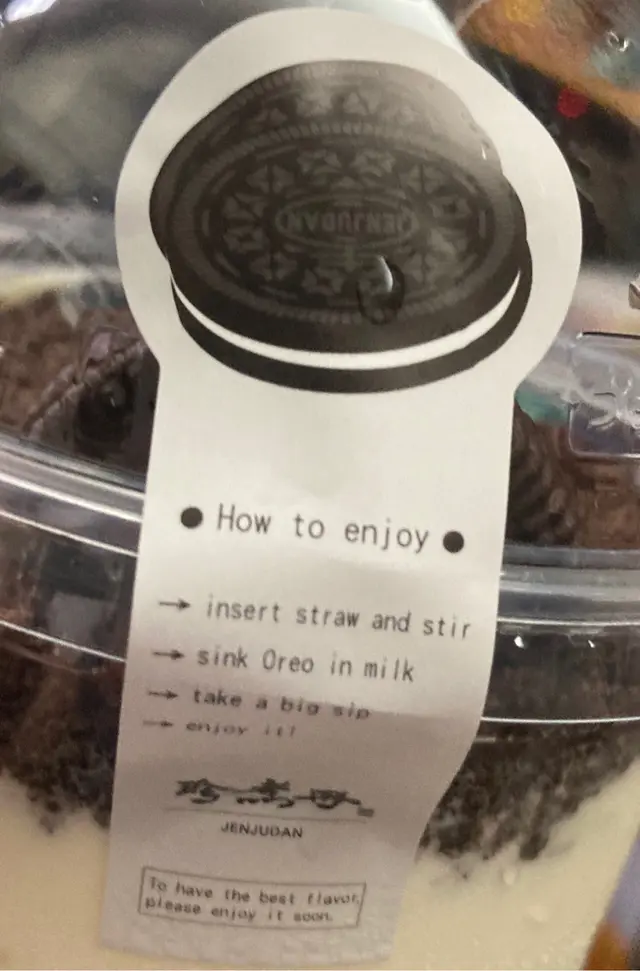 JENJUDAN
● How to enjoy ●
→ insert straw and stir
→ sink Oreo in milk
→ take a big sip
→ enjoy it!
珍煮丹
JENJUDAN
To have the best flavor,
please enjoy it soon.